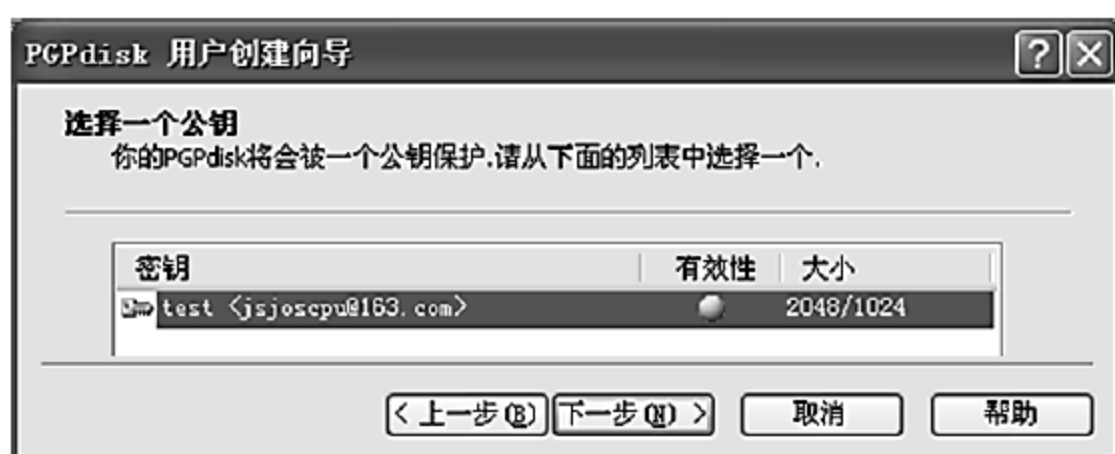 PGPdisk 用户创建向导
选择一个公钥
你的PGPdisk将会被一个公钥保护.请从下面的列表中选择一个.
密钥 有效性 大小
test <jsjoscpu@163.com> 2048/1024
< 上一步(B) 下一步(N) > 取消 帮助